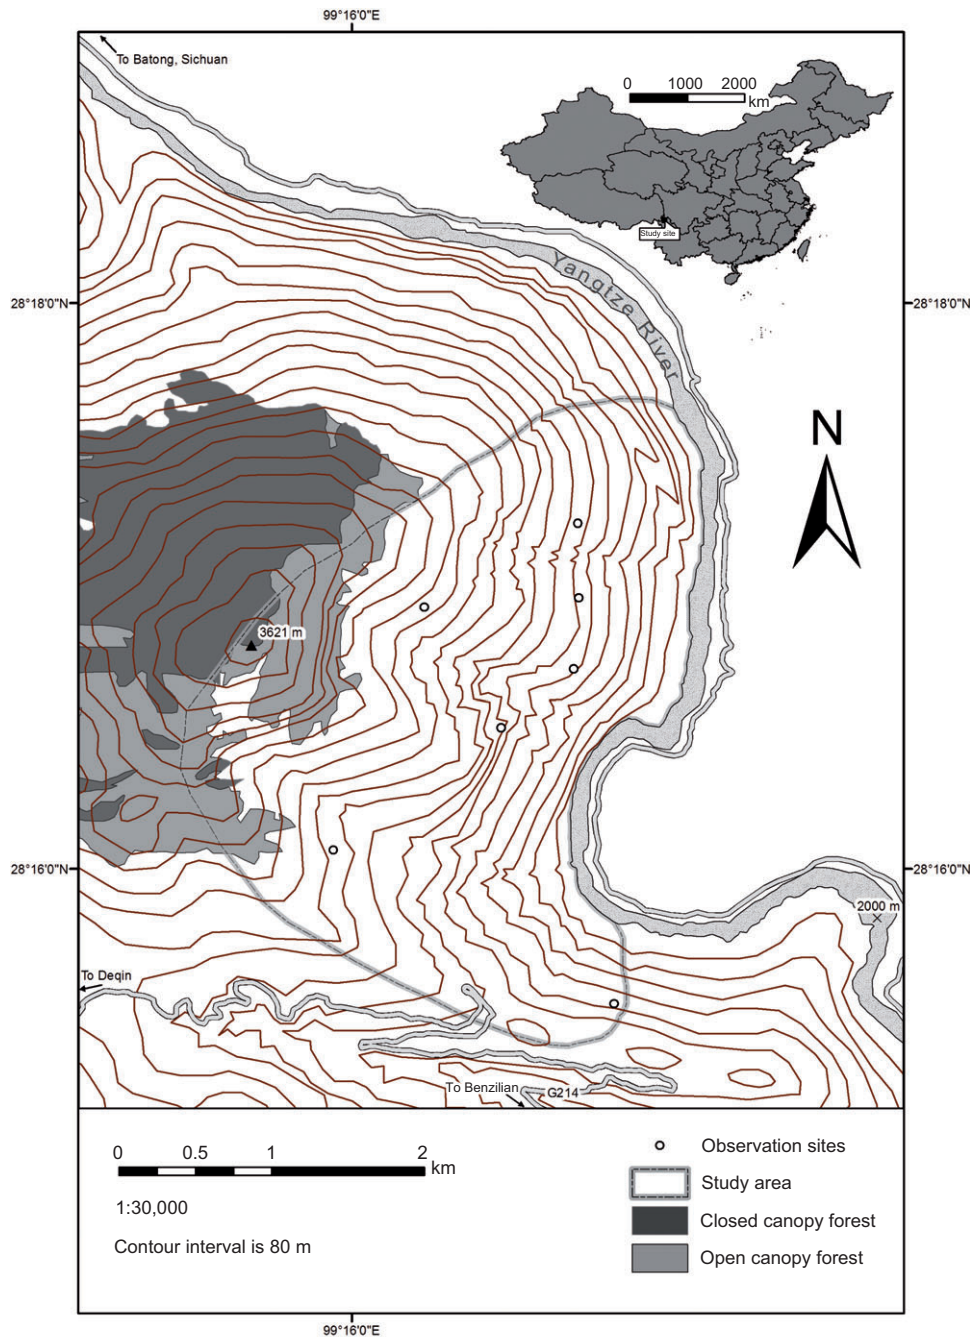 99°16'0"E
To Batong, Sichuan
0 1000 2000
km
Study site
Yangtze River
28°18'0"N 28°18'0"N
N
3621 m
28°16'0"N 28°16'0"N
2000 m
To Deqin
To Benzilian
G214
0 0.5 1 2
km
1:30,000
Contour interval is 80 m
Observation sites
Study area
Closed canopy forest
Open canopy forest
99°16'0"E